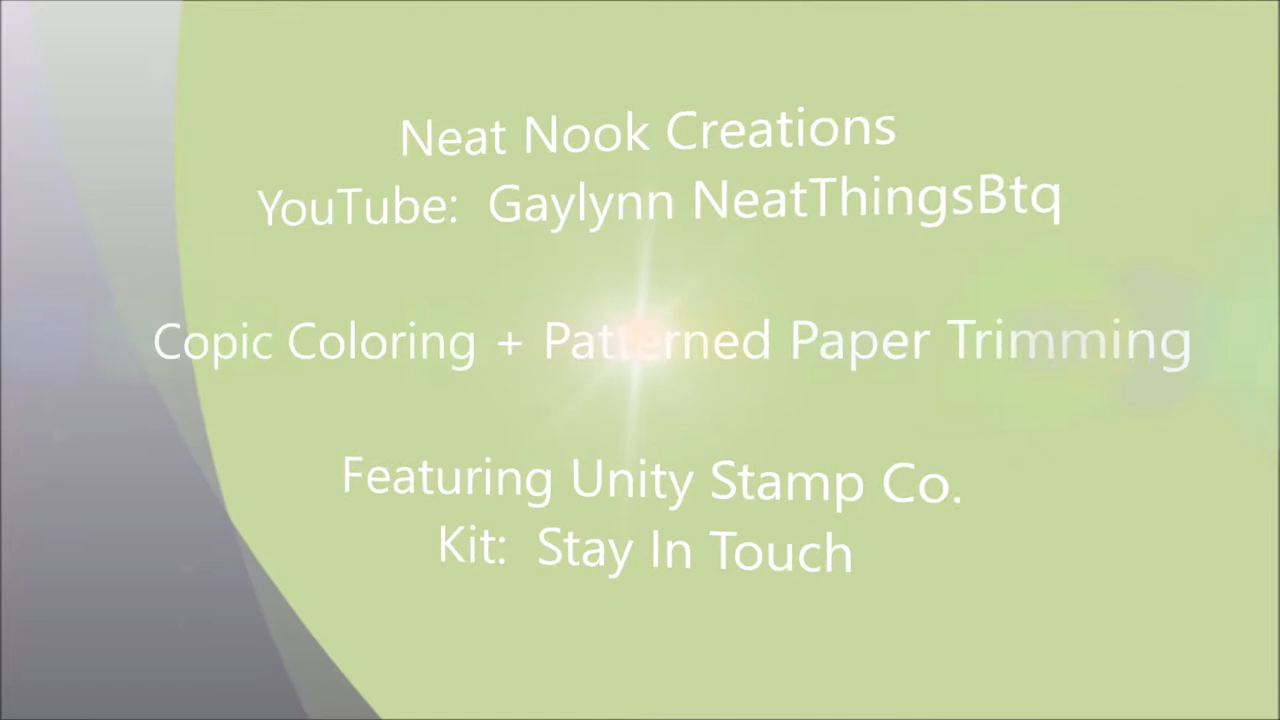 Neat Nook Creations
YouTube: Gaylynn NeatThingsBtq
Copic Coloring + Patterned Paper Trimming
Featuring Unity Stamp Co.
Kit: Stay In Touch